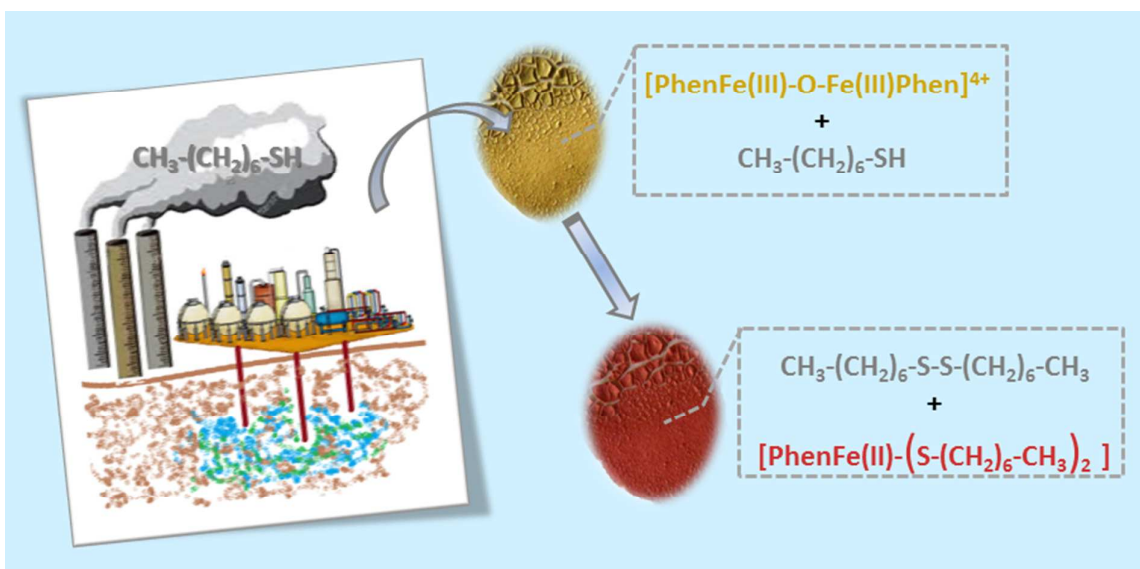 CH₃-(CH₂)₆-SH
[PhenFe(III)-O-Fe(III)Phen]⁴⁺
+
CH₃-(CH₂)₆-SH
CH₃-(CH₂)₆-S-S-(CH₂)₆-CH₃
+
[PhenFe(II)-(S-(CH₂)₆-CH₃)₂ ]